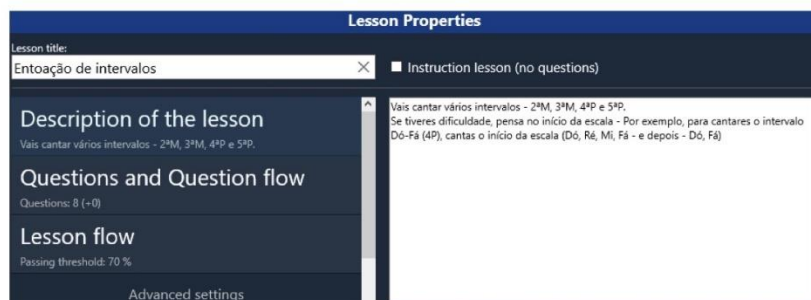 Lesson Properties
Lesson title:
Entoação de intervalos
Instruction lesson (no questions)
Description of the lesson
Vais cantar vários intervalos - 2ªM, 3ªM, 4ªP e 5ªP.
Questions and Question flow
Questions: 8 (+0)
Lesson flow
Passing threshold: 70 %
Advanced settings
Vais cantar vários intervalos - 2ªM, 3ªM, 4ªP e 5ªP.
Se tiveres dificuldade, pensa no início da escala - Por exemplo, para cantares o intervalo
Dó-Fá (4P), cantas o início da escala (Dó, Ré, Mi, Fá - e depois - Dó, Fá)